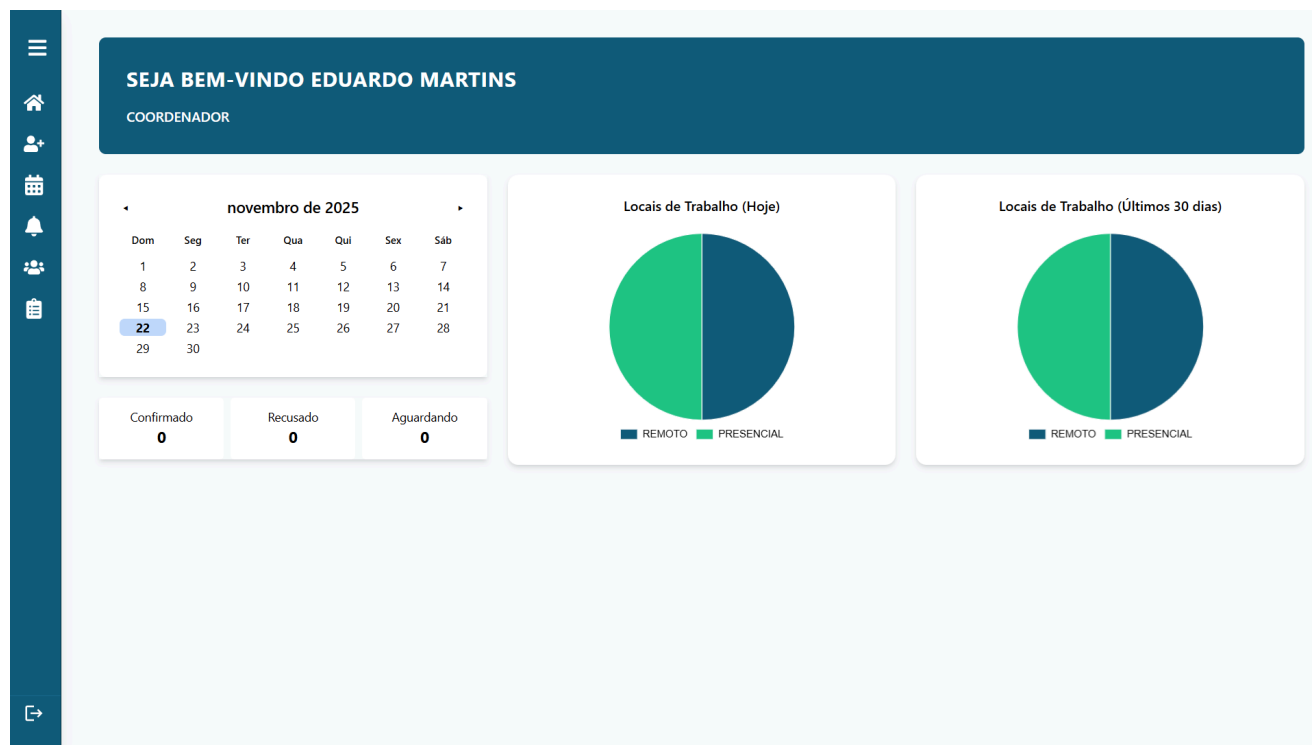 SEJA BEM-VINDO EDUARDO MARTINS
COORDENADOR
◂ novembro de 2025 ▸
Dom Seg Ter Qua Qui Sex Sáb
1 2 3 4 5 6 7
8 9 10 11 12 13 14
15 16 17 18 19 20 21
22 23 24 25 26 27 28
29 30
Confirmado
0
Recusado
0
Aguardando
0
Locais de Trabalho (Hoje)
REMOTO PRESENCIAL
Locais de Trabalho (Últimos 30 dias)
REMOTO PRESENCIAL